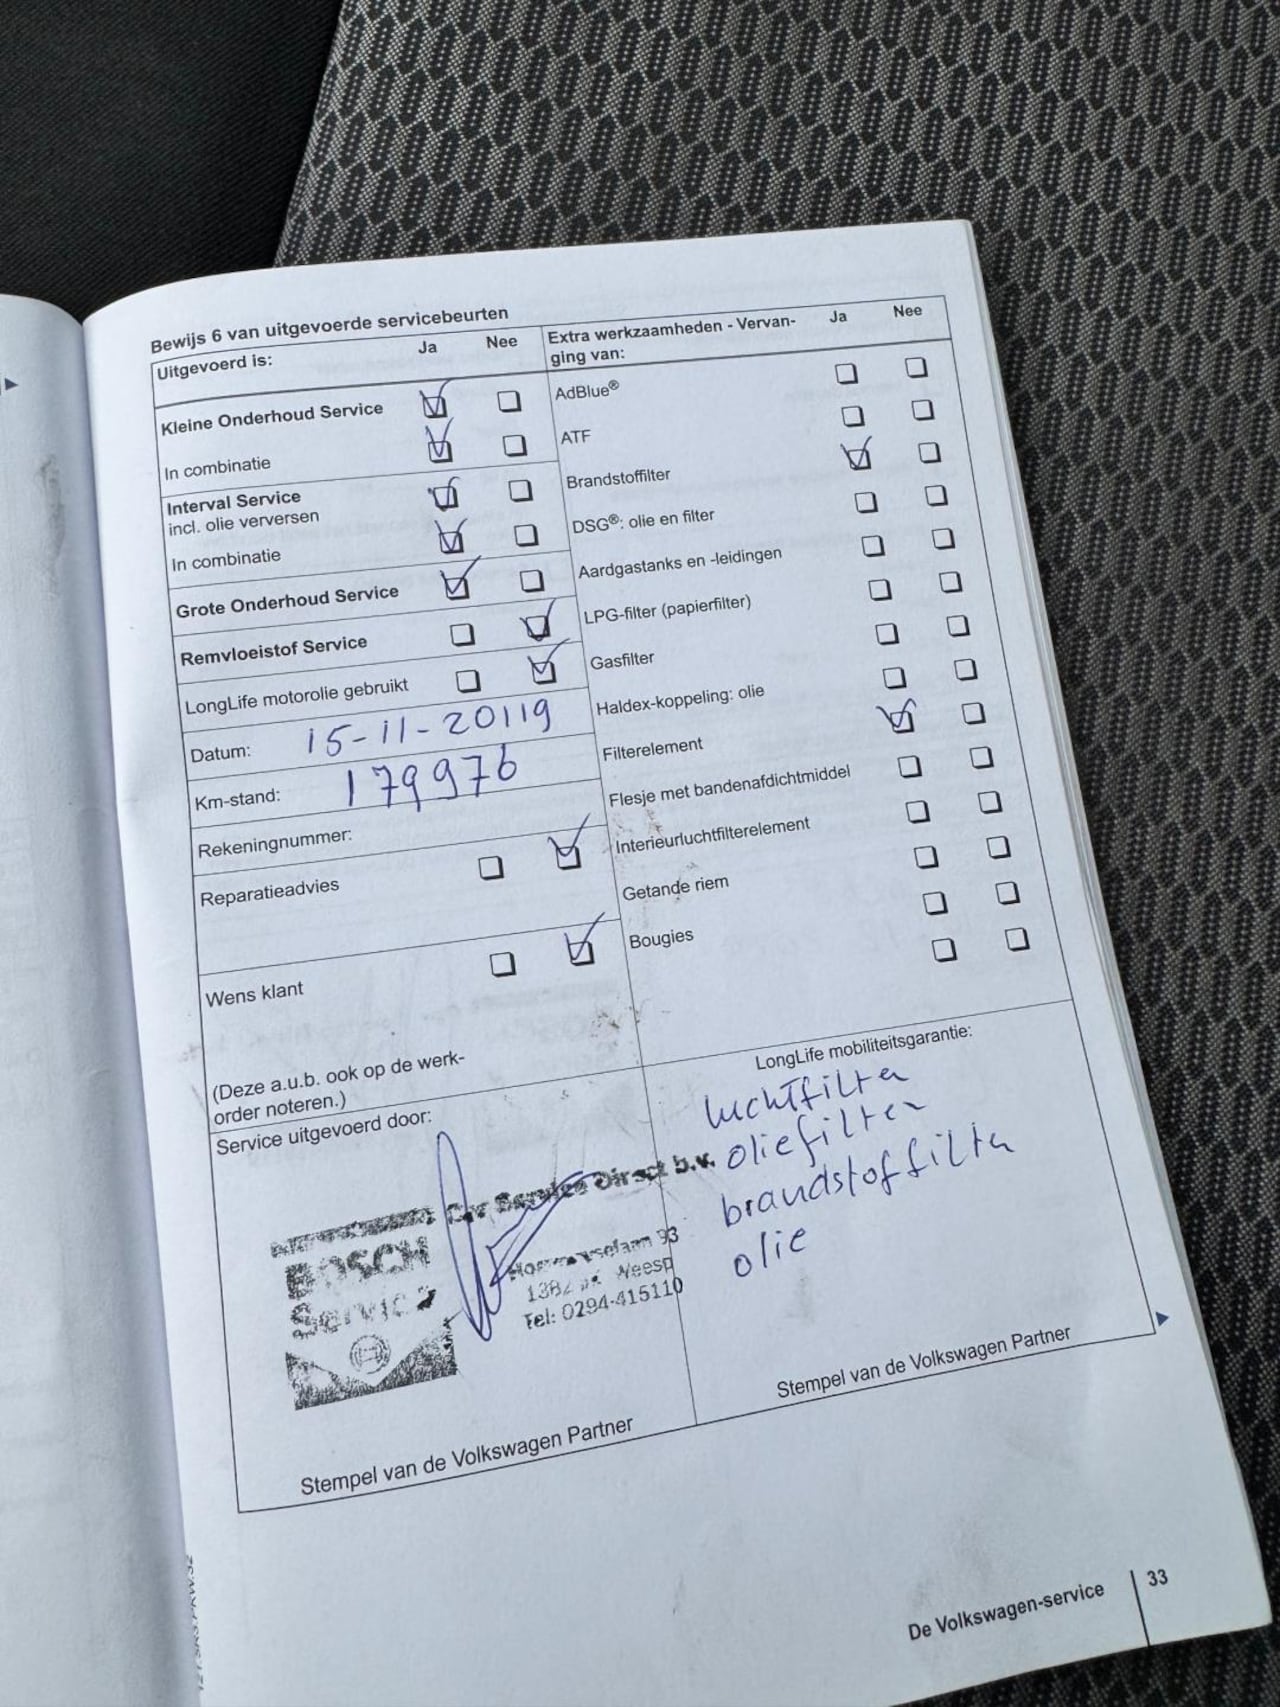 Bewijs 6 van uitgevoerde servicebeurten
Uitgevoerd is: Ja Nee
Kleine Onderhoud Service
In combinatie
Interval Service
incl. olie verversen
In combinatie
Grote Onderhoud Service
Remvloeistof Service
LongLife motorolie gebruikt
Datum: 15-11-20119
Km-stand: 179976
Rekeningnummer:
Reparatieadvies
Wens klant
(Deze a.u.b. ook op de werk-
order noteren.)
Extra werkzaamheden - Vervan- Ja Nee
ging van:
AdBlue®
ATF
Brandstoffilter
DSG®: olie en filter
Aardgastanks en -leidingen
LPG-filter (papierfilter)
Gasfilter
Haldex-koppeling: olie
Filterelement
Flesje met bandenafdichtmiddel
Interieurluchtfilterelement
Getande riem
Bougies
Service uitgevoerd door:
Car Service Direct b.v.
BOSCH
Service
93
1382 Weesp
Tel: 0294-415110
Stempel van de Volkswagen Partner
LongLife mobiliteitsgarantie:
luchtfilter
oliefilter
brandstoffilter
olie
Stempel van de Volkswagen Partner
De Volkswagen-service 33